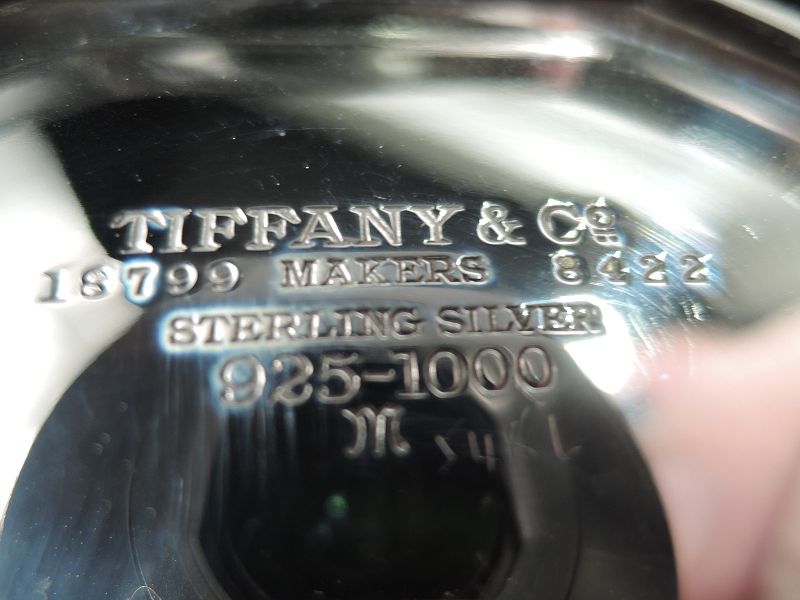 TIFFANY & Co.
18799 MAKERS 8422
STERLING SILVER
925-1000
M